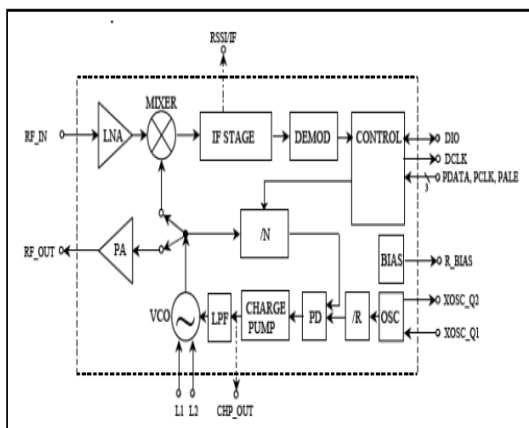 RSSI/IF
MIXER
RF_IN
LNA
IF STAGE
DEMOD
CONTROL
DIO
DCLK
PDATA, PCLK, PALE
3
/N
RF_OUT
PA
BIAS
R_BIAS
VCO
LPF
CHARGE
PUMP
PD
/R
OSC
XOSC_Q2
XOSC_Q1
L1 L2
CHP_OUT